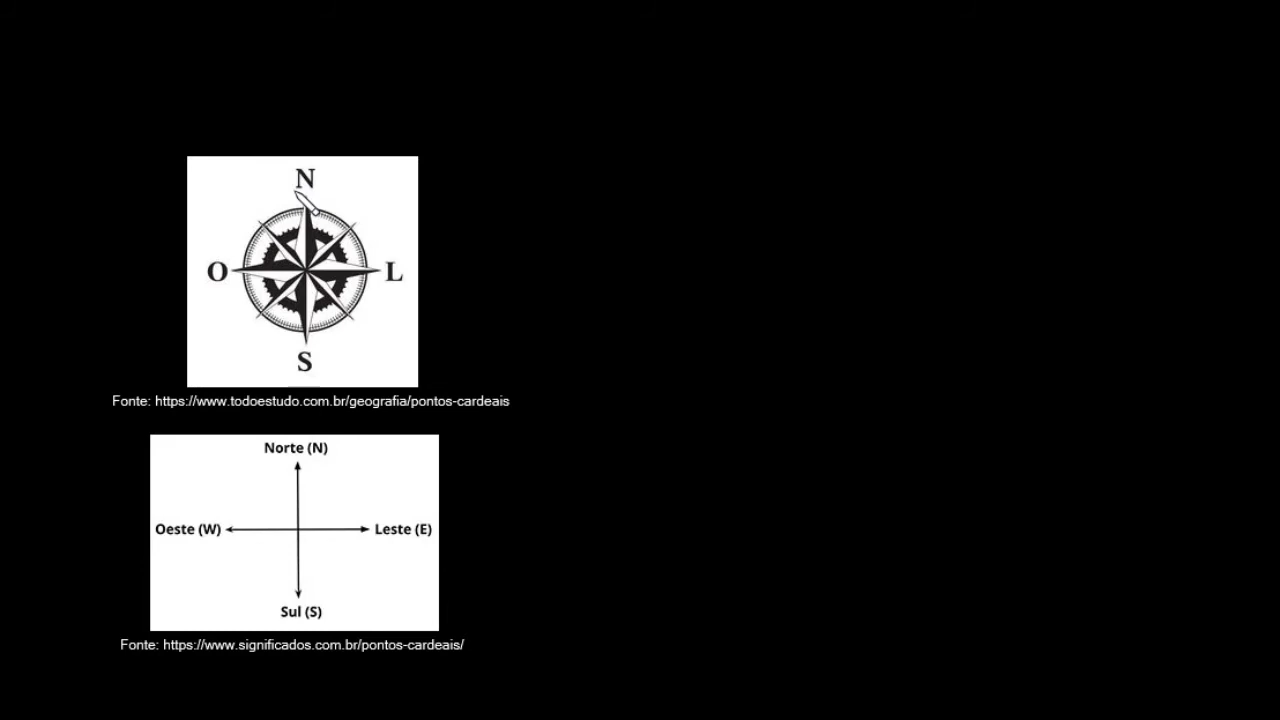 N
O L
S
Fonte: https://www.todoestudo.com.br/geografia/pontos-cardeais
Norte (N)
Oeste (W) Leste (E)
Sul (S)
Fonte: https://www.significados.com.br/pontos-cardeais/